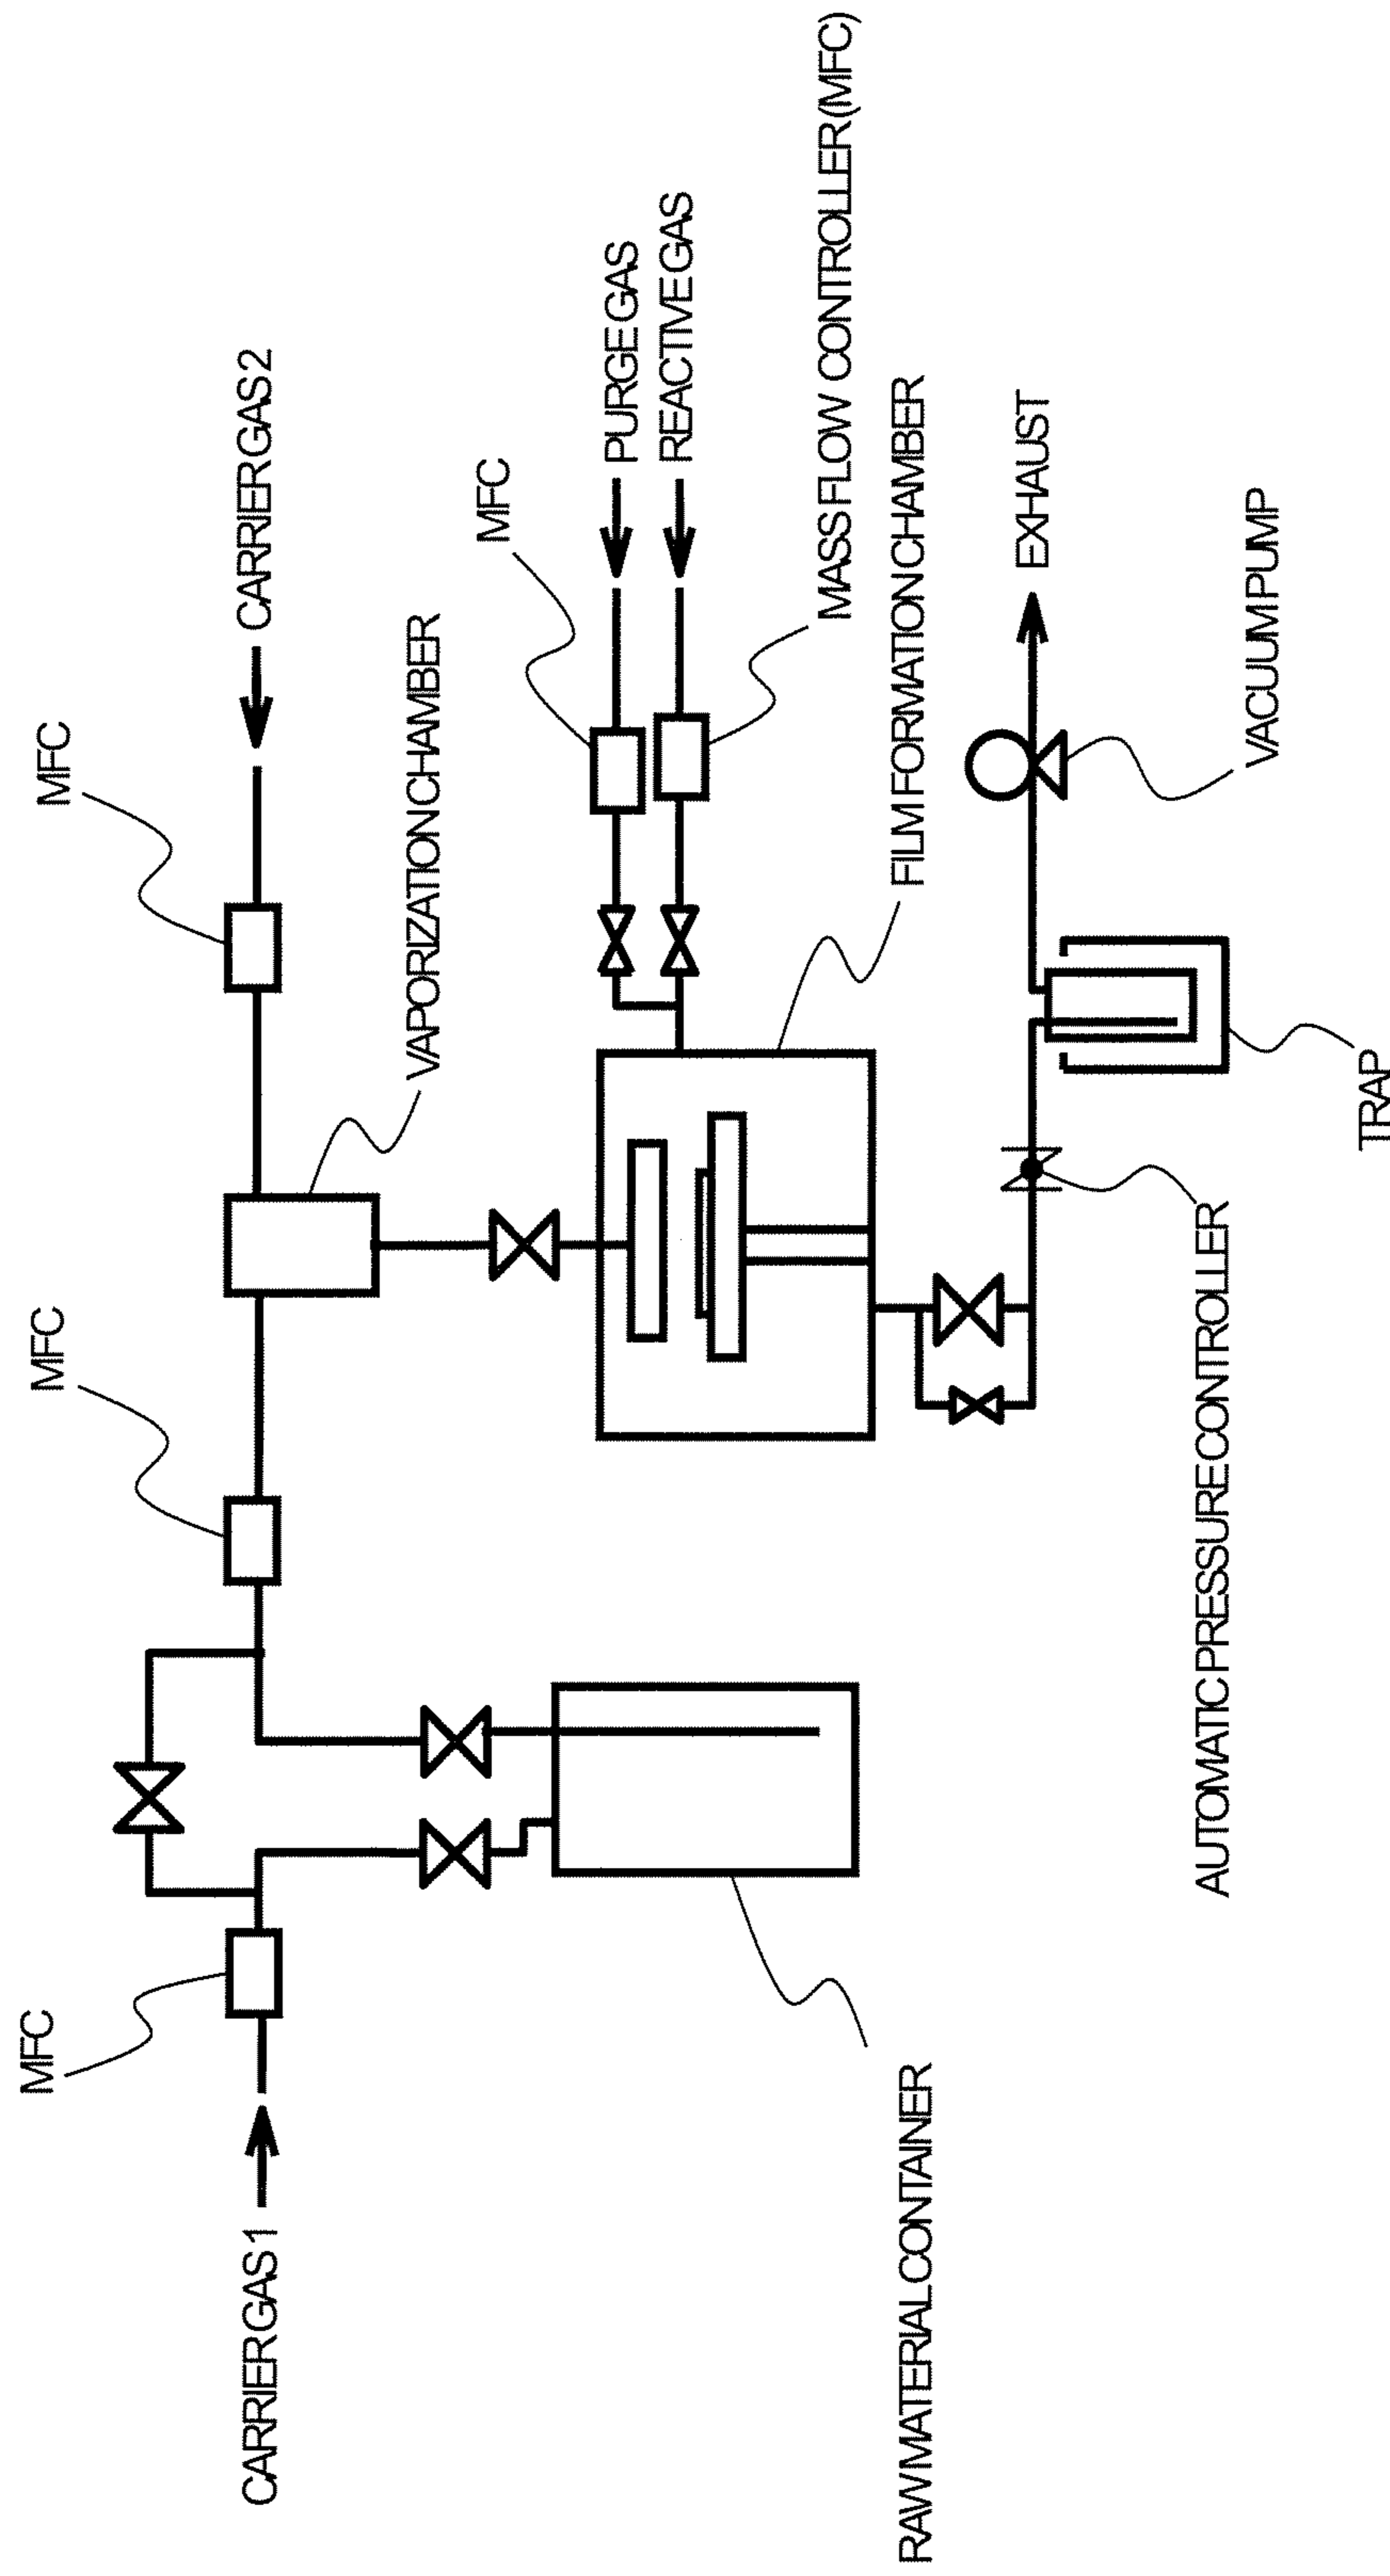 MFC
MFC
MFC
CARRIER GAS 1
CARRIER GAS 2
VAPORIZATION CHAMBER
MFC
PURGE GAS
REACTIVE GAS
MASS FLOW CONTROLLER (MFC)
RAW MATERIAL CONTAINER
FILM FORMATION CHAMBER
EXHAUST
AUTOMATIC PRESSURE CONTROLLER
VACUUM PUMP
TRAP